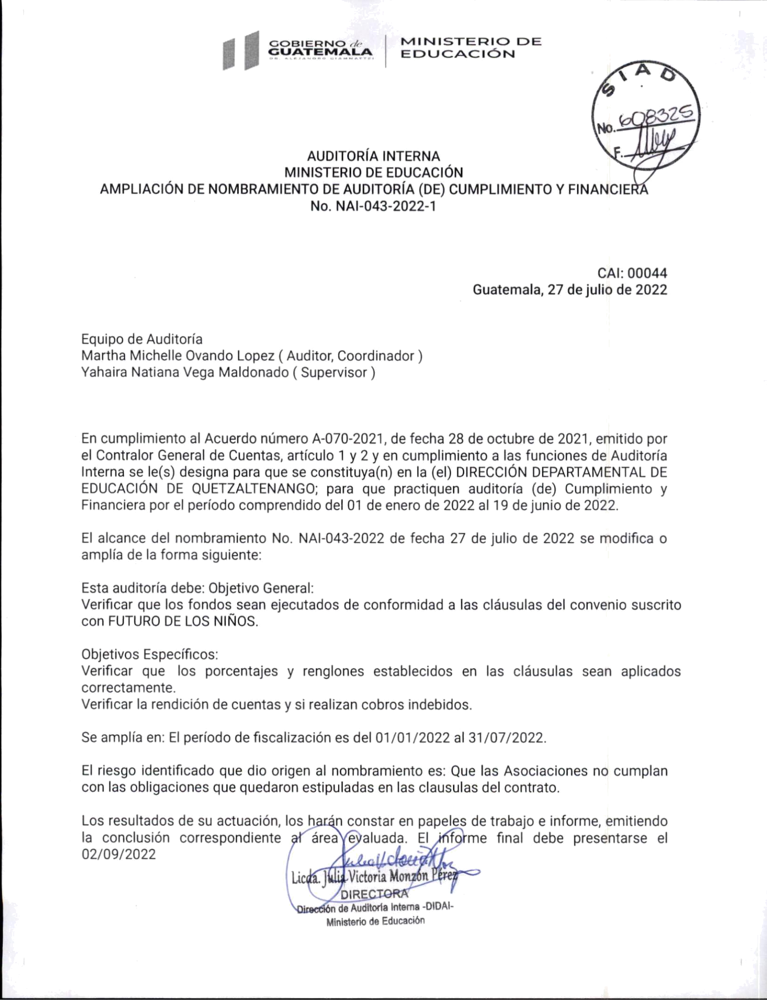 GOBIERNO de
GUATEMALA
DR. ALEJANDRO GIAMMATTEI
MINISTERIO DE
EDUCACIÓN
SIAD
No. 608325
F.
AUDITORÍA INTERNA
MINISTERIO DE EDUCACIÓN
AMPLIACIÓN DE NOMBRAMIENTO DE AUDITORÍA (DE) CUMPLIMIENTO Y FINANCIERA
No. NAI-043-2022-1
CAI: 00044
Guatemala, 27 de julio de 2022
Equipo de Auditoría
Martha Michelle Ovando Lopez ( Auditor, Coordinador )
Yahaira Natiana Vega Maldonado ( Supervisor )
En cumplimiento al Acuerdo número A-070-2021, de fecha 28 de octubre de 2021, emitido por
el Contralor General de Cuentas, artículo 1 y 2 y en cumplimiento a las funciones de Auditoría
Interna se le(s) designa para que se constituya(n) en la (el) DIRECCIÓN DEPARTAMENTAL DE
EDUCACIÓN DE QUETZALTENANGO; para que practiquen auditoría (de) Cumplimiento y
Financiera por el período comprendido del 01 de enero de 2022 al 19 de junio de 2022.
El alcance del nombramiento No. NAI-043-2022 de fecha 27 de julio de 2022 se modifica o
amplía de la forma siguiente:
Esta auditoría debe: Objetivo General:
Verificar que los fondos sean ejecutados de conformidad a las cláusulas del convenio suscrito
con FUTURO DE LOS NIÑOS.
Objetivos Específicos:
Verificar que los porcentajes y renglones establecidos en las cláusulas sean aplicados
correctamente.
Verificar la rendición de cuentas y si realizan cobros indebidos.
Se amplía en: El período de fiscalización es del 01/01/2022 al 31/07/2022.
El riesgo identificado que dio origen al nombramiento es: Que las Asociaciones no cumplan
con las obligaciones que quedaron estipuladas en las clausulas del contrato.
Los resultados de su actuación, los harán constar en papeles de trabajo e informe, emitiendo
la conclusión correspondiente al área evaluada. El informe final debe presentarse el
02/09/2022
Licda. Julia Victoria Monzón Pérez
DIRECTORA
Dirección de Auditoría Interna -DIDAI-
Ministerio de Educación